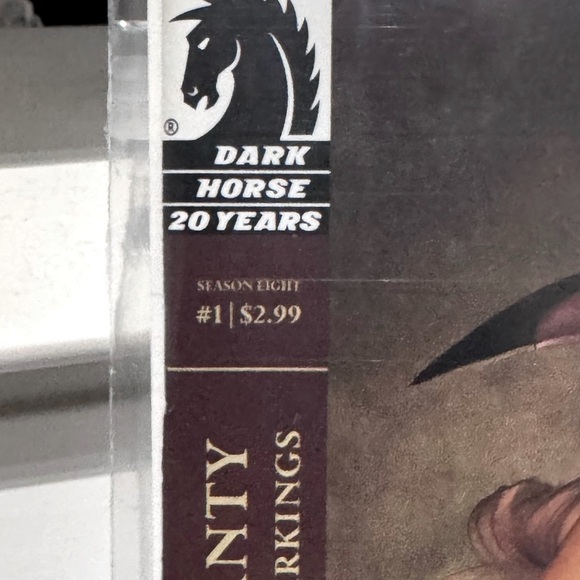 ®
DARK
HORSE
20 YEARS
SEASON EIGHT
#1 | $2.99
NTY
RKINGS